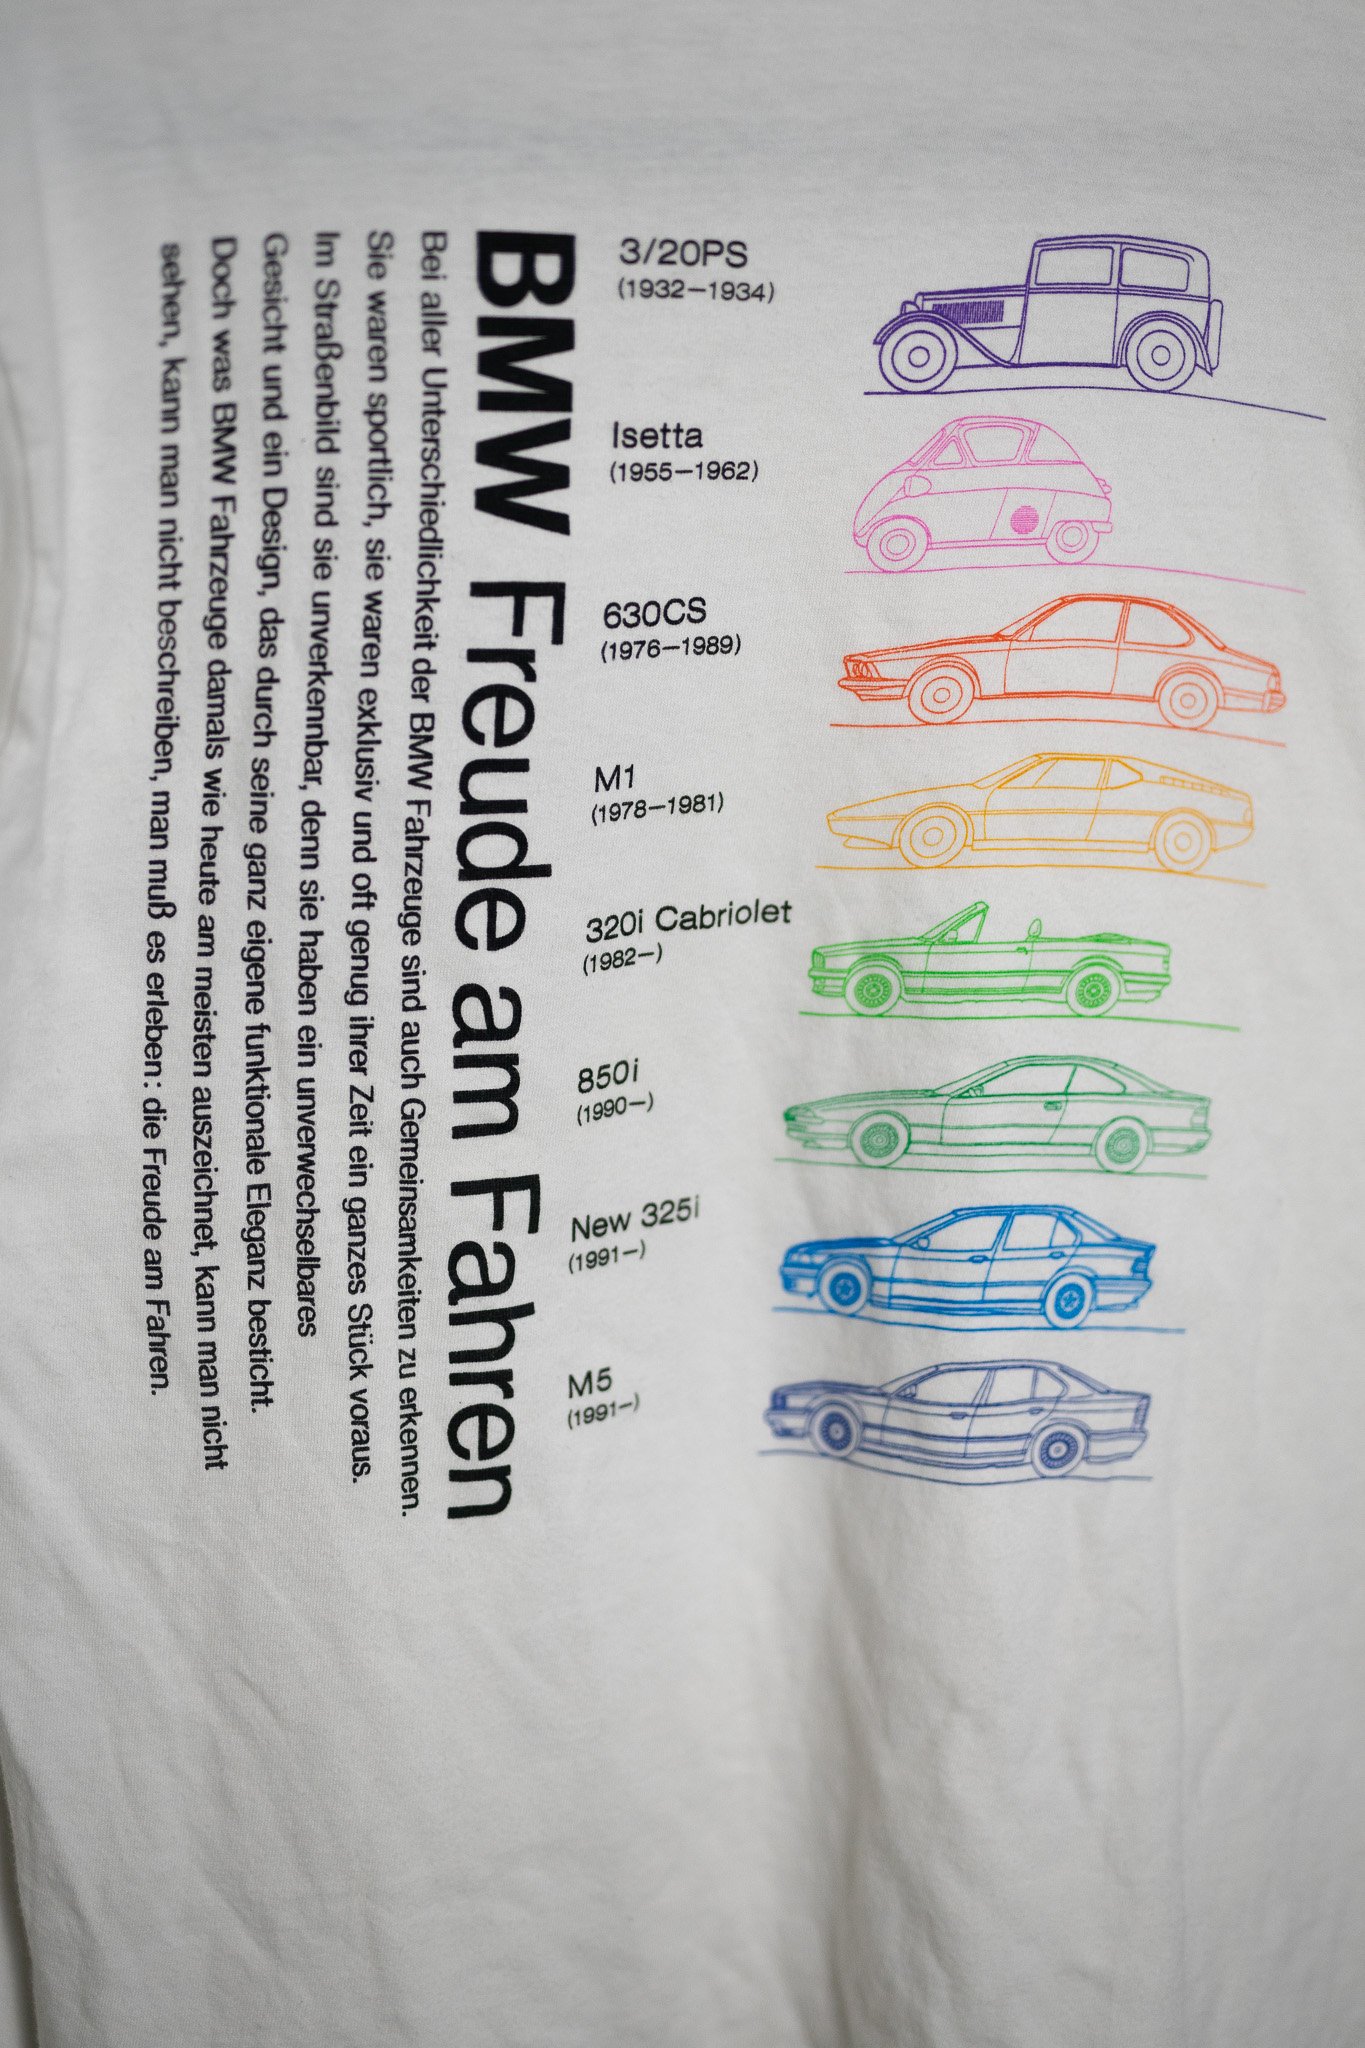 3/20PS
(1932–1934)
Isetta
(1955–1962)
630CS
(1976–1989)
M1
(1978–1981)
320i Cabriolet
(1982–)
850i
(1990–)
New 325i
(1991–)
M5
(1991–)
BMW Freude am Fahren
Bei aller Unterschiedlichkeit der BMW Fahrzeuge sind auch Gemeinsamkeiten zu erkennen.
Sie waren sportlich, sie waren exklusiv und oft genug ihrer Zeit ein ganzes Stück voraus.
Im Straßenbild sind sie unverkennbar, denn sie haben ein unverwechselbares
Gesicht und ein Design, das durch seine ganz eigene funktionale Eleganz besticht.
Doch was BMW Fahrzeuge damals wie heute am meisten auszeichnet, kann man nicht
sehen, kann man nicht beschreiben, man muß es erleben: die Freude am Fahren.